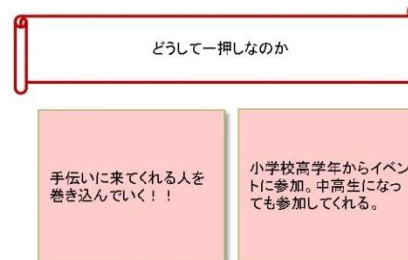 どうして一押しなのか
手伝いに来てくれる人を
巻き込んでいく！！
小学校高学年からイベン
トに参加。中高生になっ
ても参加してくれる。